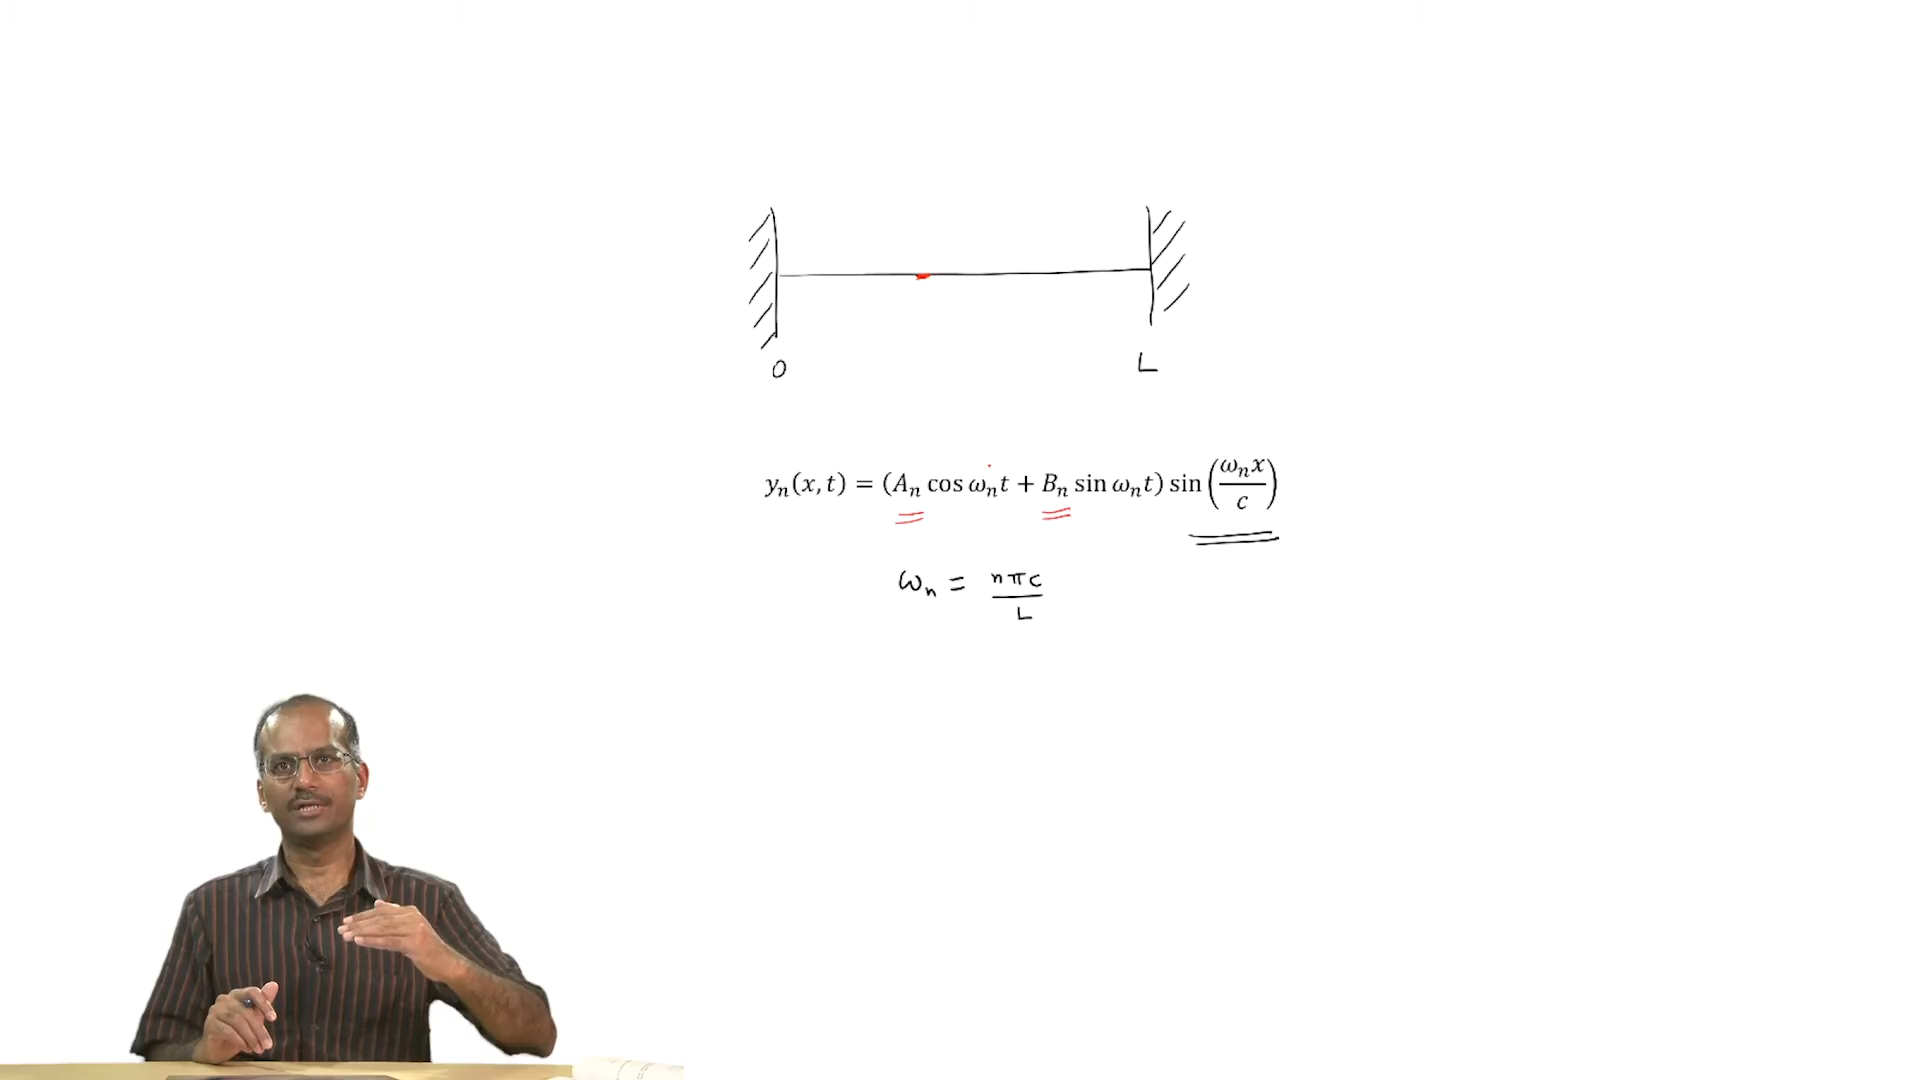 0 L
yₙ(x, t) = (Aₙ cos ωₙt + Bₙ sin ωₙt) sin (ωₙx / c)
ωₙ = nπc / L